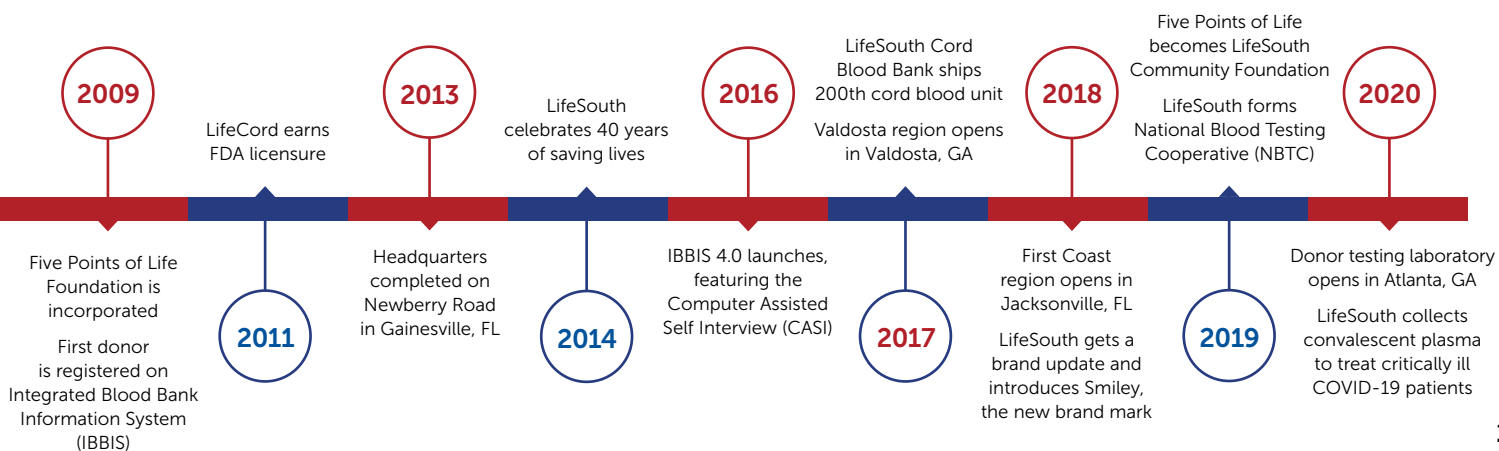 2009
Five Points of Life
Foundation is
incorporated
First donor
is registered on
Integrated Blood Bank
Information System
(IBBIS)
LifeCord earns
FDA licensure
2011
2013
Headquarters
completed on
Newberry Road
in Gainesville, FL
LifeSouth
celebrates 40 years
of saving lives
2014
2016
IBBIS 4.0 launches,
featuring the
Computer Assisted
Self Interview (CASI)
LifeSouth Cord
Blood Bank ships
200th cord blood unit
Valdosta region opens
in Valdosta, GA
2017
2018
First Coast
region opens in
Jacksonville, FL
LifeSouth gets a
brand update and
introduces Smiley,
the new brand mark
Five Points of Life
becomes LifeSouth
Community Foundation
LifeSouth forms
National Blood Testing
Cooperative (NBTC)
2019
2020
Donor testing laboratory
opens in Atlanta, GA
LifeSouth collects
convalescent plasma
to treat critically ill
COVID-19 patients